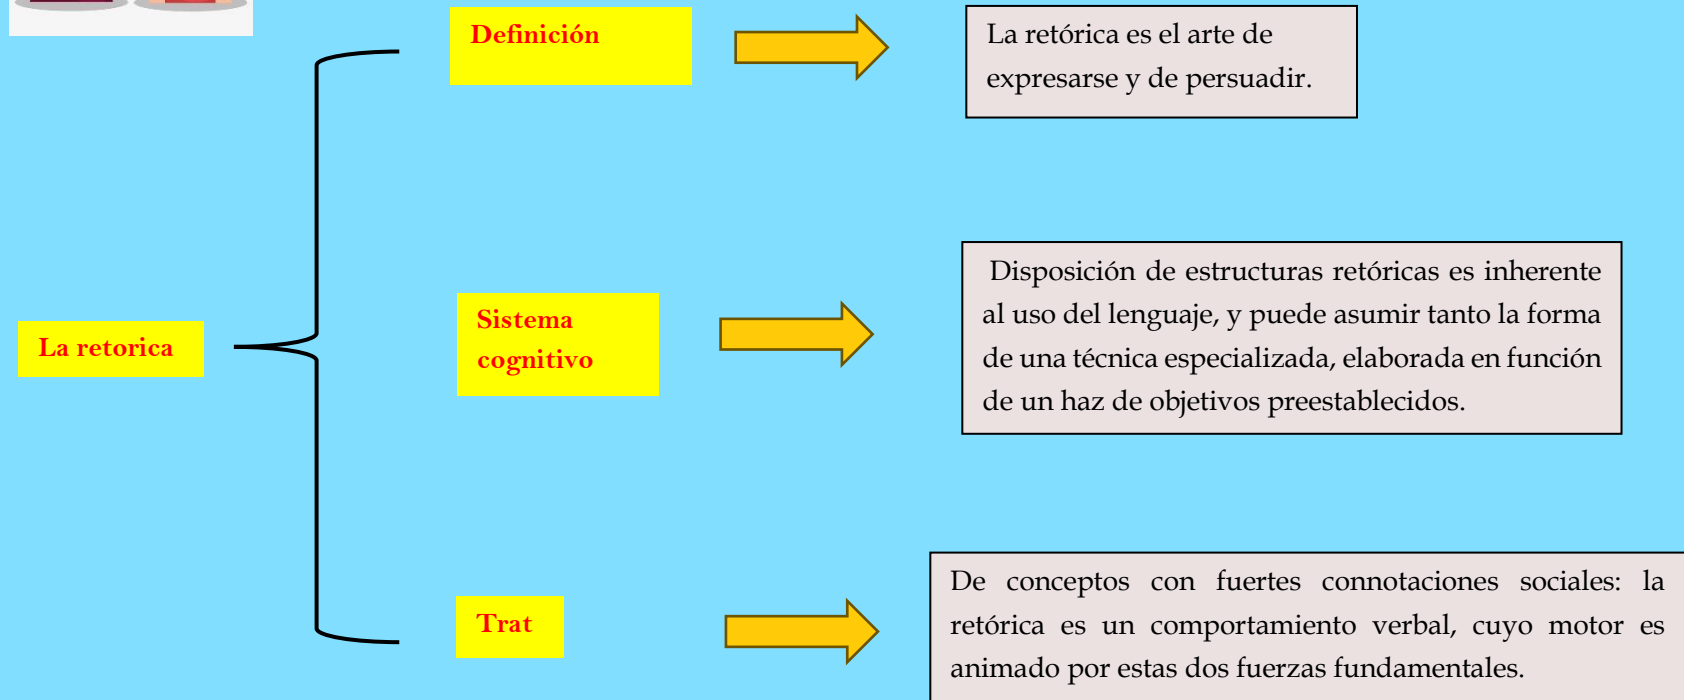 Definición
La retórica es el arte de
expresarse y de persuadir.
La retorica
Sistema
cognitivo
Disposición de estructuras retóricas es inherente
al uso del lenguaje, y puede asumir tanto la forma
de una técnica especializada, elaborada en función
de un haz de objetivos preestablecidos.
Trat
De conceptos con fuertes connotaciones sociales: la
retórica es un comportamiento verbal, cuyo motor es
animado por estas dos fuerzas fundamentales.